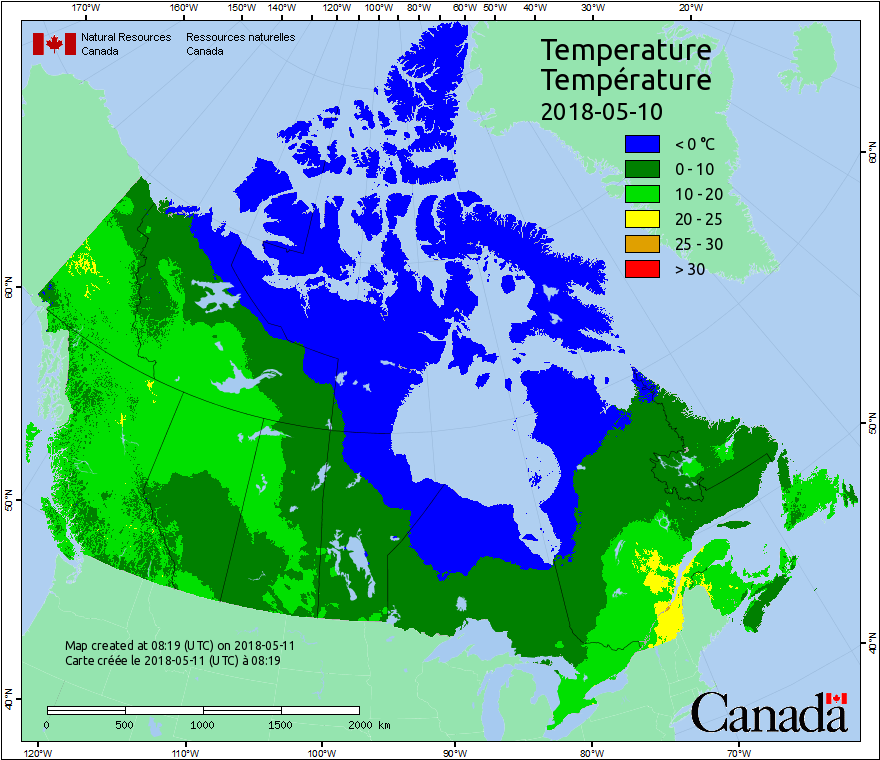 170°W 160°W 150°W 140°W 130°W 120°W 110°W 100°W 90°W 80°W 70°W 60°W 50°W 40°W 30°W 20°W
Natural Resources Ressources naturelles
Canada Canada
Temperature
Température
2018-05-10
< 0 °C
0 - 10
10 - 20
20 - 25
25 - 30
> 30
60°N
60°N
50°N
50°N
40°N
40°N
Map created at 08:19 (UTC) on 2018-05-11
Carte créée le 2018-05-11 (UTC) à 08:19
0 500 1000 1500 2000 km
Canada
120°W 110°W 100°W 90°W 80°W 70°W